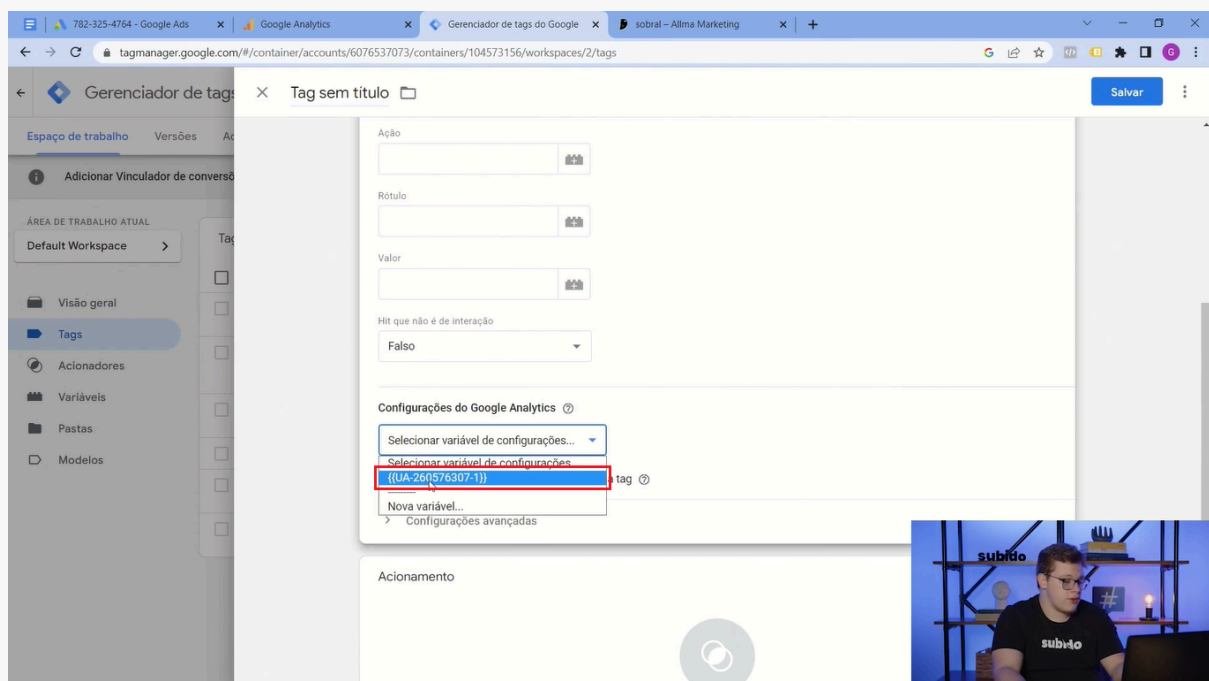 782-325-4764 - Google Ads
Google Analytics
Gerenciador de tags do Google
sobral – Allma Marketing
tagmanager.google.com/#/container/accounts/6076537073/containers/104573156/workspaces/2/tags
G
Gerenciador de tags
Tag sem título
Salvar
Espaço de trabalho
Versões
Adicionar Vinculador de conversõ
ÁREA DE TRABALHO ATUAL
Default Workspace
Tag
Visão geral
Tags
Acionadores
Variáveis
Pastas
Modelos
Ação
Rótulo
Valor
Hit que não é de interação
Falso
Configurações do Google Analytics
Selecionar variável de configurações...
Selecionar variável de configurações...
{{UA-260576307-1}}
a tag
Nova variável...
Configurações avançadas
Acionamento
subido
#
subido